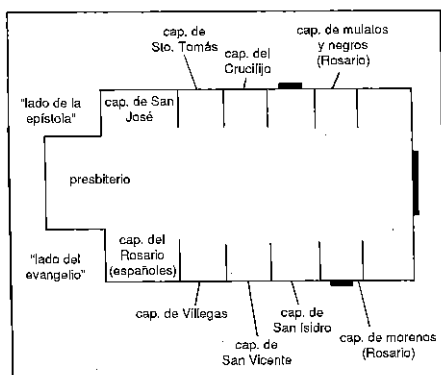 cap. de
Sto. Tomás
cap. del
Crucifijo
cap. de mulatos
y negros
(Rosario)
"lado de la
epístola"
cap. de San
José
presbiterio
"lado del
evangelio"
cap. del
Rosario
(españoles)
cap. de Villegas
cap. de
San Vicente
cap. de
San Isidro
cap. de morenos
(Rosario)